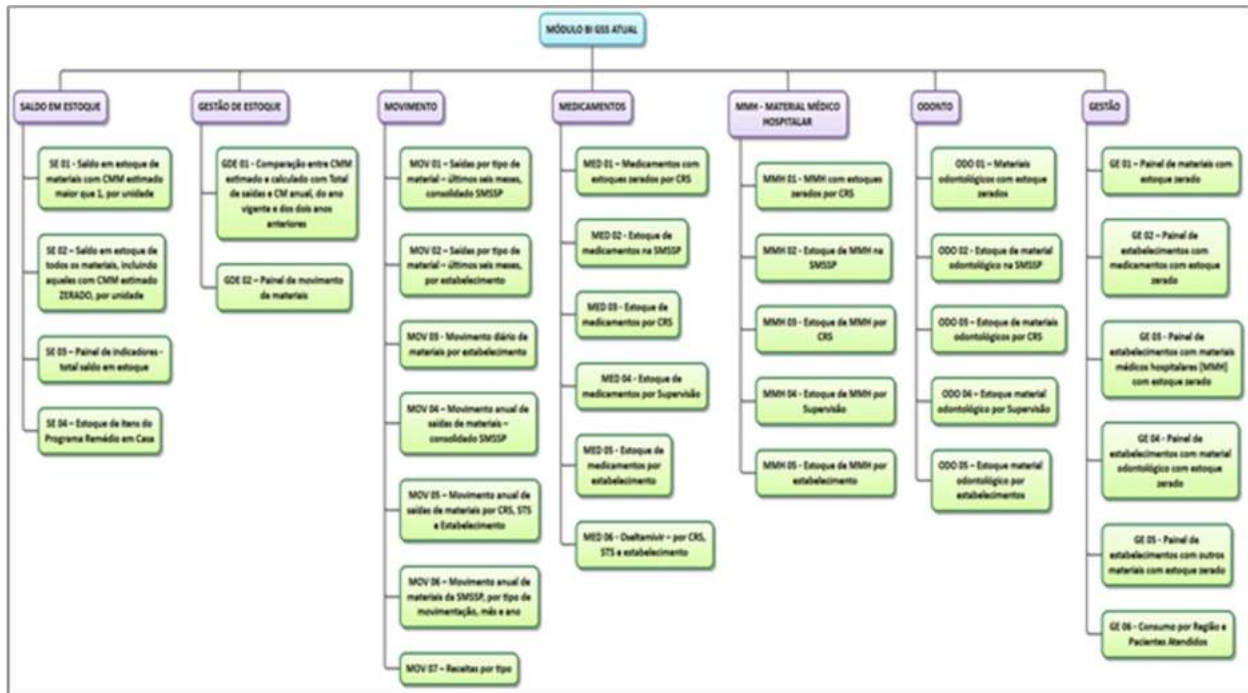 MÓDULO BI GSS ATUAL
SALDO EM ESTOQUE
SE 01 - Saldo em estoque de
materiais com CMM estimado
maior que 1, por unidade
SE 02 – Saldo em estoque de
todos os materiais, incluindo
aqueles com CMM estimado
ZERADO, por unidade
SE 03 – Painel de indicadores -
total saldo em estoque
SE 04 – Estoque de itens do
Programa Remédio em Casa
GESTÃO DE ESTOQUE
GDE 01 - Comparação entre CMM
estimado e calculado com Total
de saídas e CM anual, do ano
vigente e dos dois anos
anteriores
GDE 02 – Painel de movimento
de materiais
MOVIMENTO
MOV 01 – Saídas por tipo de
material – últimos seis meses,
consolidado SMSSP
MOV 02 – Saídas por tipo de
material – últimos seis meses,
por estabelecimento
MOV 03 - Movimento diário de
materiais por estabelecimento
MOV 04 – Movimento anual de
saídas de materiais –
consolidado SMSSP
MOV 05 – Movimento anual de
saídas de materiais por CRS, STS
e Estabelecimento
MOV 06 – Movimento anual de
materiais da SMSSP, por tipo de
movimentação, mês e ano
MOV 07 – Receitas por tipo
MEDICAMENTOS
MED 01 – Medicamentos com
estoques zerados por CRS
MED 02 - Estoque de
medicamentos na SMSSP
MED 03 - Estoque de
medicamentos por CRS
MED 04 - Estoque de
medicamentos por Supervisão
MED 05 - Estoque de
medicamentos por
estabelecimento
MED 06 - Oseltamivir – por CRS,
STS e estabelecimento
MMH - MATERIAL MÉDICO
HOSPITALAR
MMH 01 - MMH com estoques
zerados por CRS
MMH 02 - Estoque de MMH na
SMSSP
MMH 03 - Estoque de MMH por
CRS
MMH 04 - Estoque de MMH por
Supervisão
MMH 05 - Estoque de MMH por
estabelecimento
ODONTO
ODO 01 – Materiais
odontológicos com estoque
zerados
ODO 02 - Estoque de material
odontológico na SMSSP
ODO 03 – Estoque de materiais
odontológicos por CRS
ODO 04 – Estoque material
odontológico por Supervisão
ODO 05 – Estoque material
odontológico por
estabelecimentos
GESTÃO
GE 01 – Painel de materiais com
estoque zerado
GE 02 – Painel de
estabelecimentos com
medicamentos com estoque
zerado
GE 03 - Painel de
estabelecimentos com materiais
médicos hospitalares [MMH]
com estoque zerado
GE 04 - Painel de
estabelecimentos com material
odontológico com estoque
zerado
GE 05 - Painel de
estabelecimentos com outros
materiais com estoque zerado
GE 06 - Consumo por Região e
Pacientes Atendidos